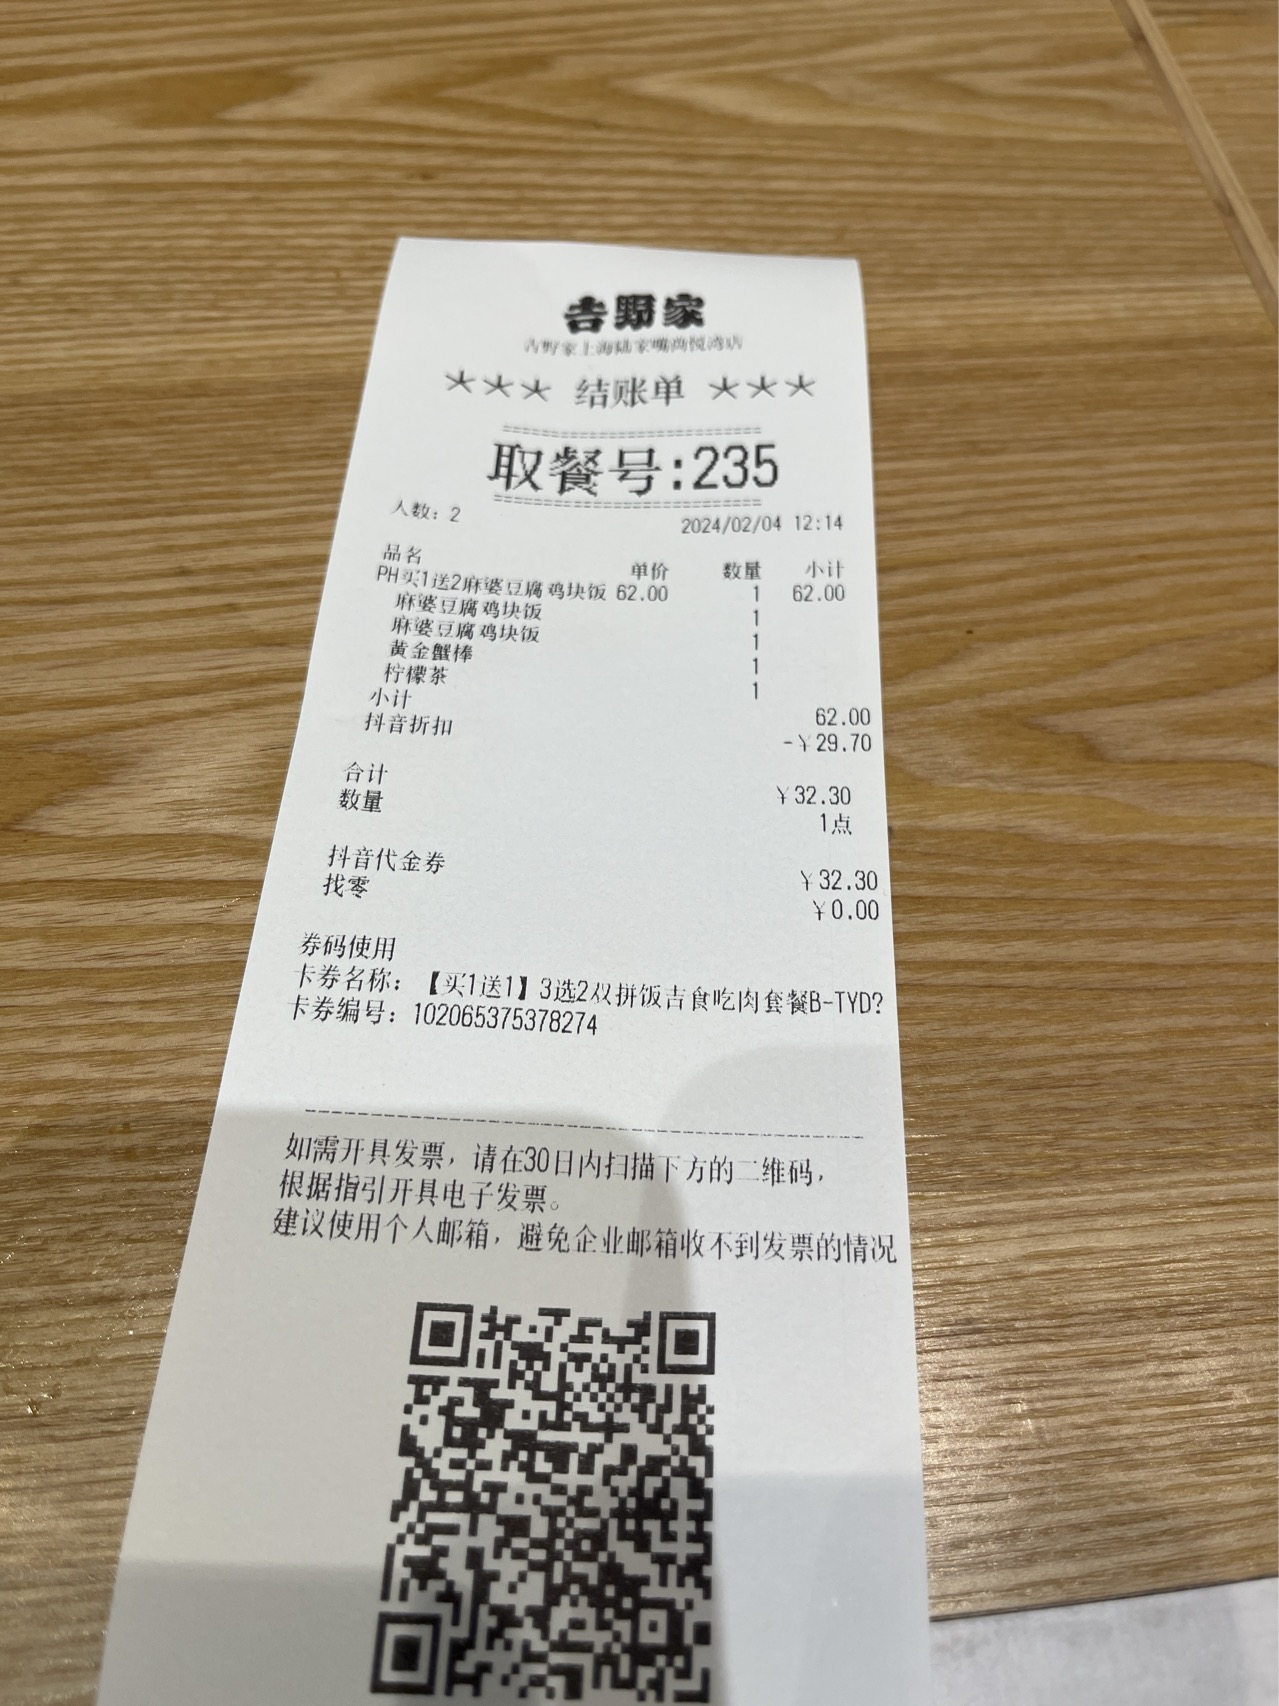 吉野家
吉野家上海陆家嘴尚悦湾店
*** 结账单 ***
取餐号:235
人数: 2 2024/02/04 12:14
品名 单价 数量 小计
PH买1送2麻婆豆腐鸡块饭 62.00 1 62.00
麻婆豆腐鸡块饭 1
麻婆豆腐鸡块饭 1
黄金蟹棒 1
柠檬茶 1
小计 62.00
抖音折扣 -¥29.70
合计 ¥32.30
数量 1点
抖音代金券 ¥32.30
找零 ¥0.00
券码使用
卡券名称: 【买1送1】3选2双拼饭吉食吃肉套餐B-TYD?
卡券编号: 102065375378274
如需开具发票, 请在30日内扫描下方的二维码,
根据指引开具电子发票。
建议使用个人邮箱, 避免企业邮箱收不到发票的情况